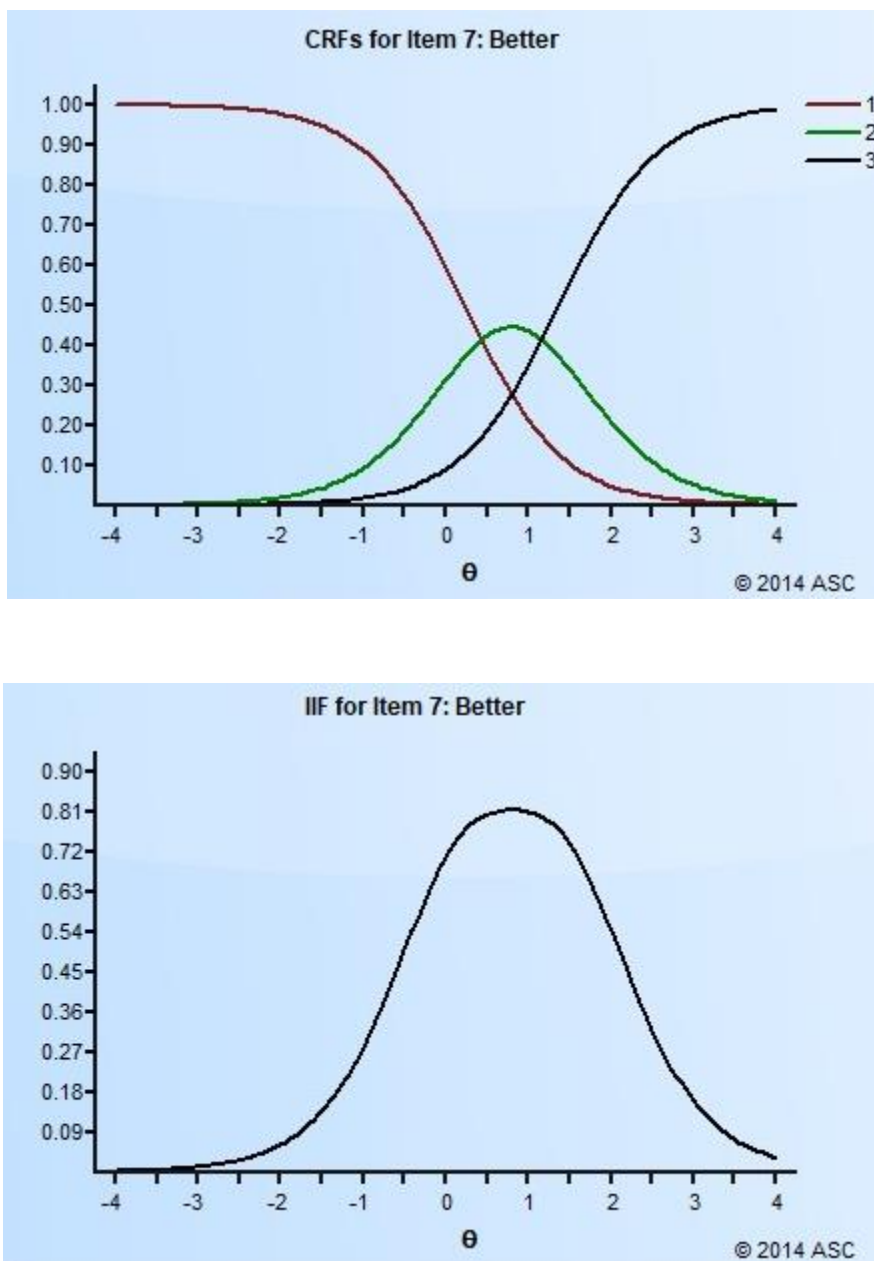 CRFs for Item 7: Better
1.00
0.90
0.80
0.70
0.60
0.50
0.40
0.30
0.20
0.10
1
2
3
-4 -3 -2 -1 0 1 2 3 4
θ
© 2014 ASC
IIF for Item 7: Better
0.90
0.81
0.72
0.63
0.54
0.45
0.36
0.27
0.18
0.09
-4 -3 -2 -1 0 1 2 3 4
θ
© 2014 ASC